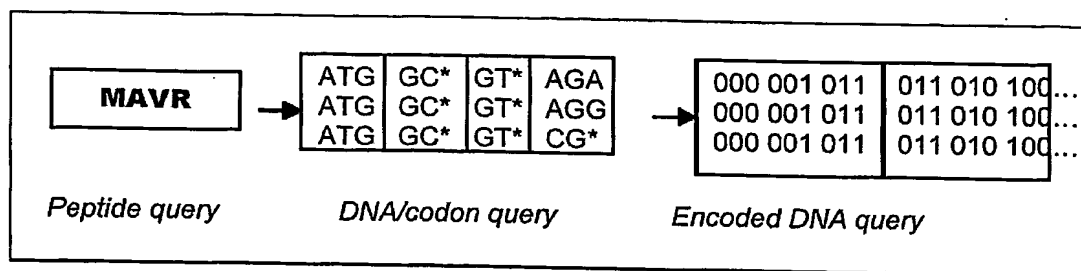 MAVR
ATG GC* GT* AGA
ATG GC* GT* AGG
ATG GC* GT* CG*
000 001 011 011 010 100...
000 001 011 011 010 100...
000 001 011 011 010 100...
Peptide query
DNA/codon query
Encoded DNA query